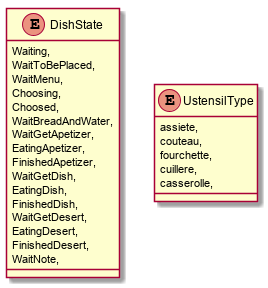 E DishState
Waiting,
WaitToBePlaced,
WaitMenu,
Choosing,
Choosed,
WaitBreadAndWater,
WaitGetApetizer,
EatingApetizer,
FinishedApetizer,
WaitGetDish,
EatingDish,
FinishedDish,
WaitGetDesert,
EatingDesert,
FinishedDesert,
WaitNote,
E UstensilType
assiete,
couteau,
fourchette,
cuillere,
casserolle,